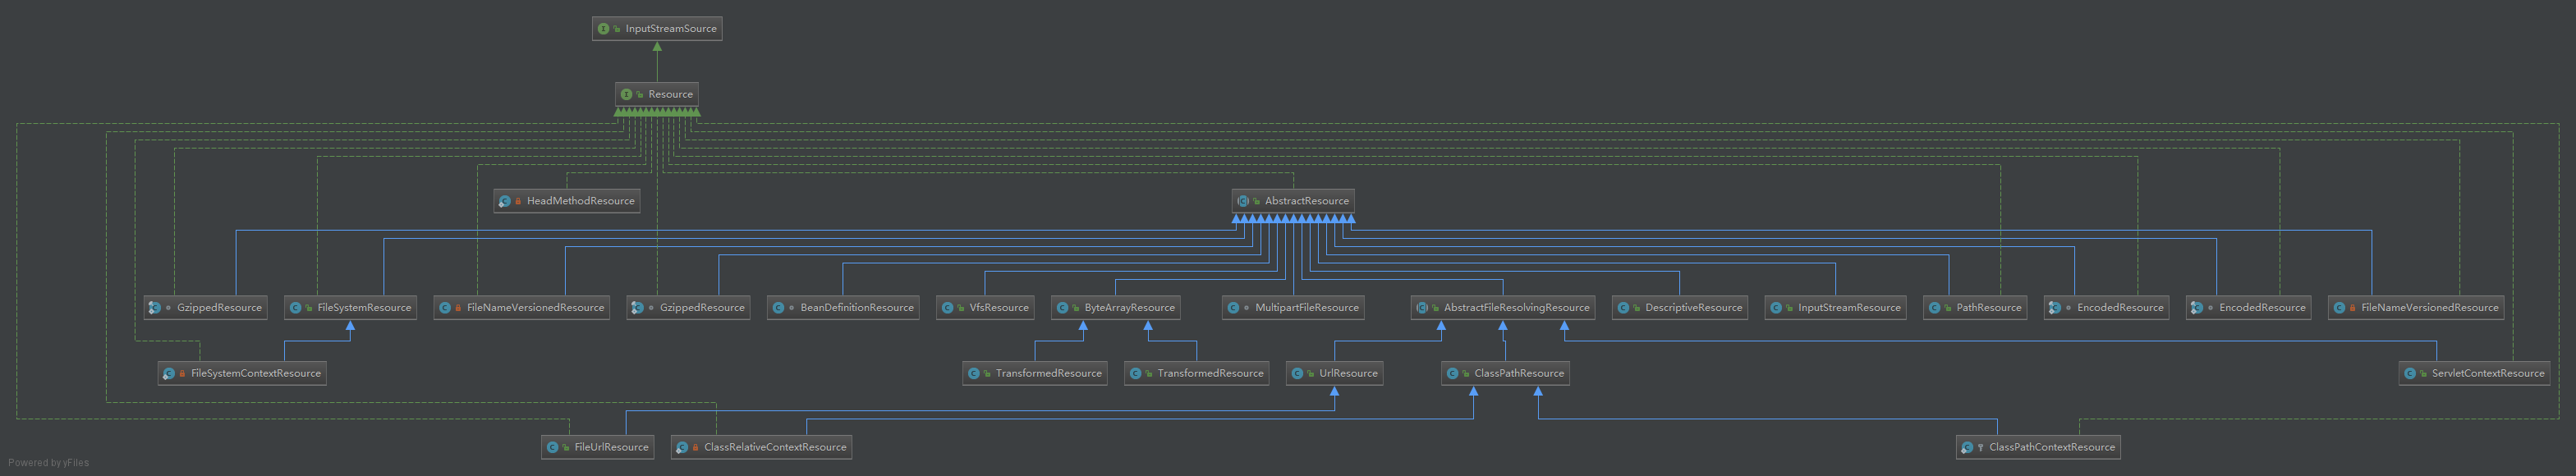 InputStreamSource
Resource
HeadMethodResource
AbstractResource
GzippedResource
FileSystemResource
FileNameVersionedResource
GzippedResource
BeanDefinitionResource
VfsResource
ByteArrayResource
MultipartFileResource
AbstractFileResolvingResource
DescriptiveResource
InputStreamResource
PathResource
EncodedResource
EncodedResource
FileNameVersionedResource
FileSystemContextResource
TransformedResource
TransformedResource
UrlResource
ClassPathResource
ServletContextResource
FileUrlResource
ClassRelativeContextResource
ClassPathContextResource
Powered by yFiles